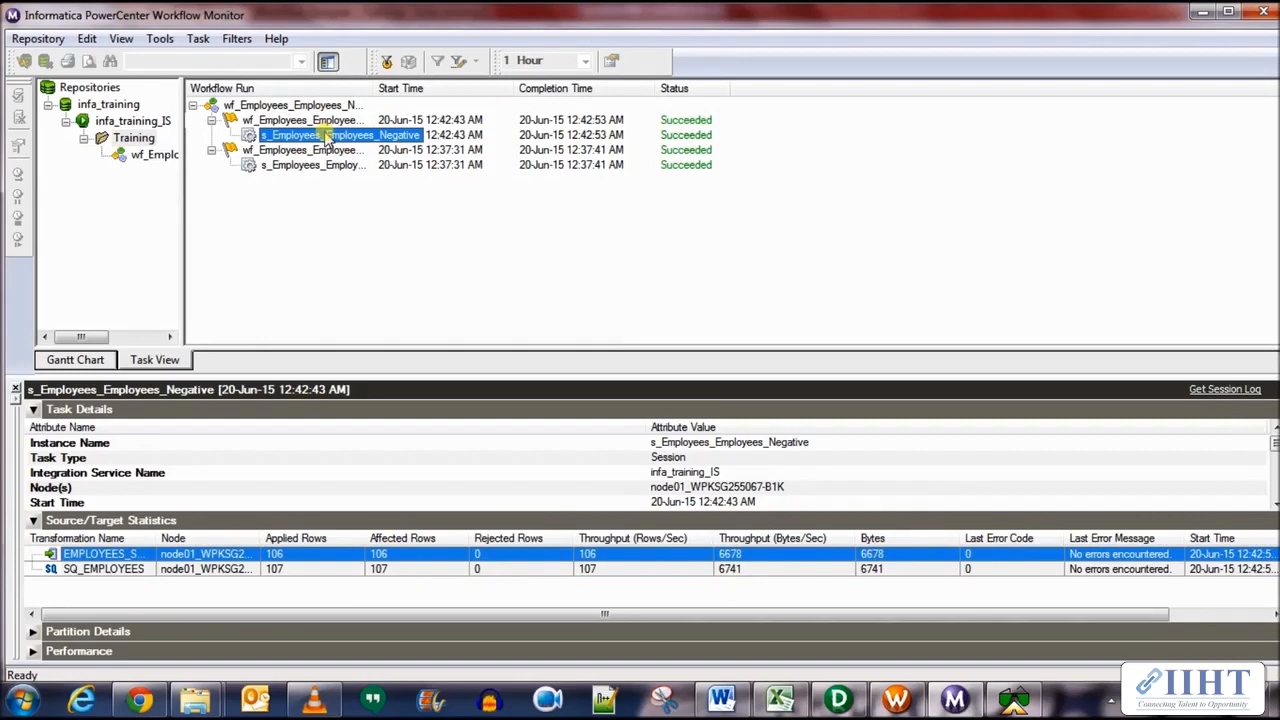 Informatica PowerCenter Workflow Monitor
Repository Edit View Tools Task Filters Help
1 Hour
Repositories
infa_training
infa_training_IS
Training
wf_Emplc
Workflow Run Start Time Completion Time Status
wf_Employees_Employees_N...
wf_Employees_Employee... 20-Jun-15 12:42:43 AM 20-Jun-15 12:42:53 AM Succeeded
s_Employees_Employees_Negative 12:42:43 AM 20-Jun-15 12:42:53 AM Succeeded
wf_Employees_Employee... 20-Jun-15 12:37:31 AM 20-Jun-15 12:37:41 AM Succeeded
s_Employees_Employ... 20-Jun-15 12:37:31 AM 20-Jun-15 12:37:41 AM Succeeded
Gantt Chart Task View
s_Employees_Employees_Negative [20-Jun-15 12:42:43 AM] Get Session Log
Task Details
Attribute Name Attribute Value
Instance Name s_Employees_Employees_Negative
Task Type Session
Integration Service Name infa_training_IS
Node(s) node01_WPKSG255067-B1K
Start Time 20-Jun-15 12:42:43 AM
Source/Target Statistics
Transformation Name Node Applied Rows Affected Rows Rejected Rows Throughput (Rows/Sec) Throughput (Bytes/Sec) Bytes Last Error Code Last Error Message Start Time
EMPLOYEES_S... node01_WPKSG2... 106 106 0 106 6678 6678 0 No errors encountered. 20-Jun-15 12:42:5...
SQ_EMPLOYEES node01_WPKSG2... 107 107 0 107 6741 6741 0 No errors encountered. 20-Jun-15 12:42:5...
Partition Details
Performance
Ready
IIHT
Connecting Talent to Opportunity